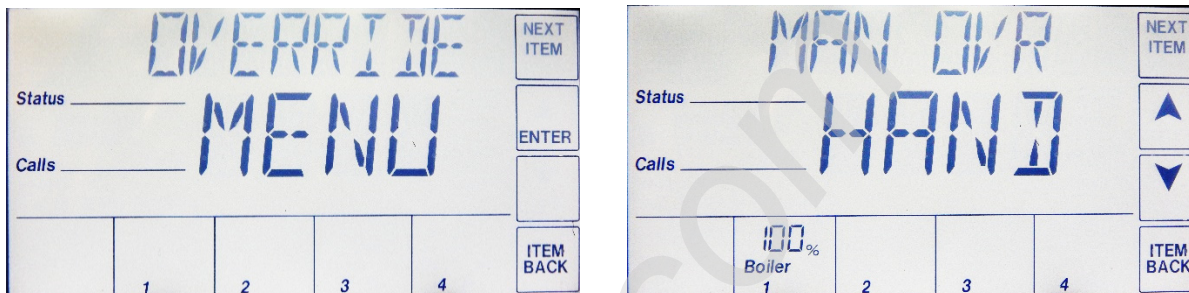 OVERRIDE
NEXT
ITEM
Status
MENU
ENTER
Calls
ITEM
BACK
1 2 3 4
MAN OVR
NEXT
ITEM
Status
HAND
Calls
100%
Boiler
ITEM
BACK
1 2 3 4
com